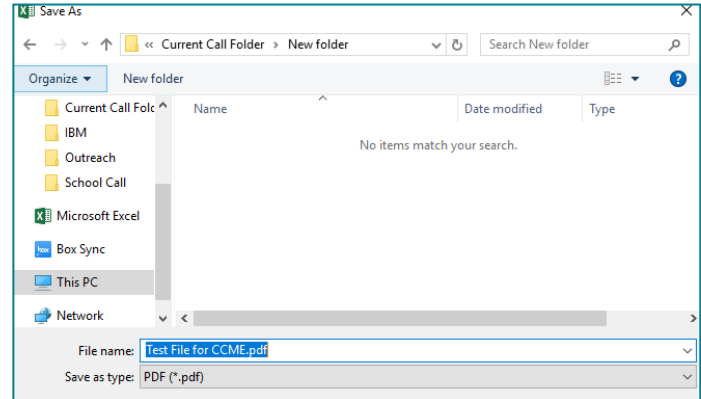 Save As
« Current Call Folder > New folder
Search New folder
Organize
New folder
Name
Date modified
Type
No items match your search.
Current Call Folc
IBM
Outreach
School Call
Microsoft Excel
box
Box Sync
This PC
Network
File name: Test File for CCME.pdf
Save as type: PDF (*.pdf)